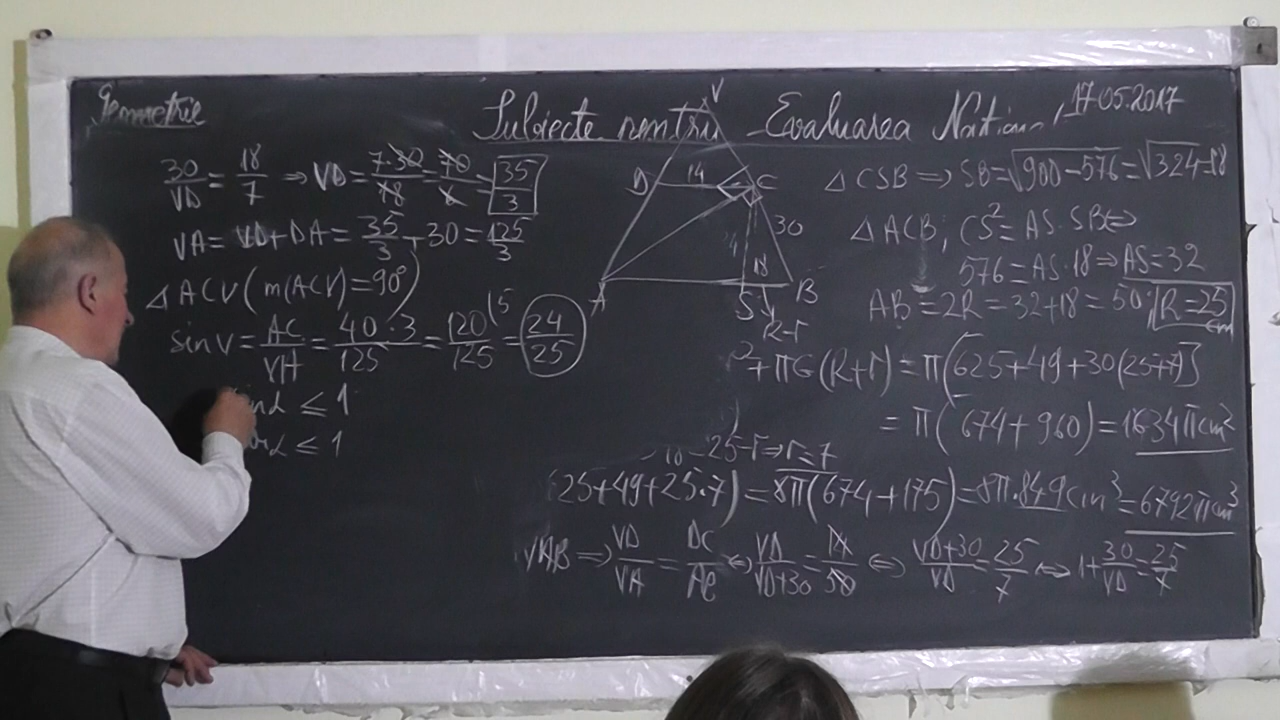 Geometrie
Subiecte pentru Evaluarea 17.05.2017
30/VD = 18/7 ⇒ VD = 7·30/18 = 70/6 = 35/3
VA = VD + DA = 35/3 + 30 = 125/3
△ACV (m(ACV) = 90°)
sin V = AC/VA = 40·3/125 = 120/125 (5 = 24/25
≤ 1
≤ 1
V
D 14 C
30
18
A S B
R-r
△CSB ⇒ SB = √900-576 = √324 = 18
△ACB; CS² = AS·SB ⇔
576 = AS·18 ⇒ AS = 32
AB = 2R = 32 + 18 = 50; R = 25 cm
² + πG(R+r) = π[625+49+30(25+7)]
= π(674+960) = 1634π cm²
25-r ⇒ r = 7
25+49+25·7) = 8π(674+175) = 8π·849 cm³ = 6792π cm³
VAB ⇒ VD/VA = DC/AB ⇔ VD/VD+30 = 14/50 ⇔ VD+30/VD = 25/7 ⇔ 1 + 30/VD = 25/7